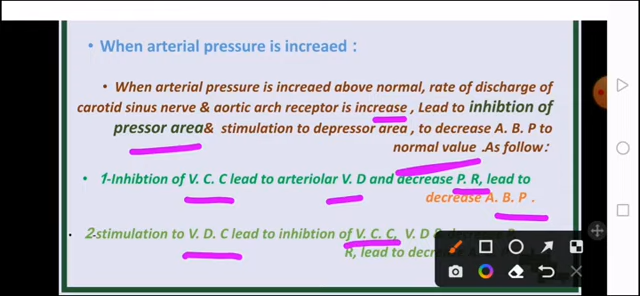 • When arterial pressure is increaed :
• When arterial pressure is increaed above normal, rate of discharge of
carotid sinus nerve & aortic arch receptor is increase , Lead to inhibtion of
pressor area& stimulation to depressor area, to decrease A. B. P to
normal value .As follow :
• 1-Inhibtion of V. C. C lead to arteriolar V. D and decrease P. R, lead to
decrease A. B. P .
• 2-stimulation to V. D. C lead to inhibtion of V. C. C, V. D &
R, lead to